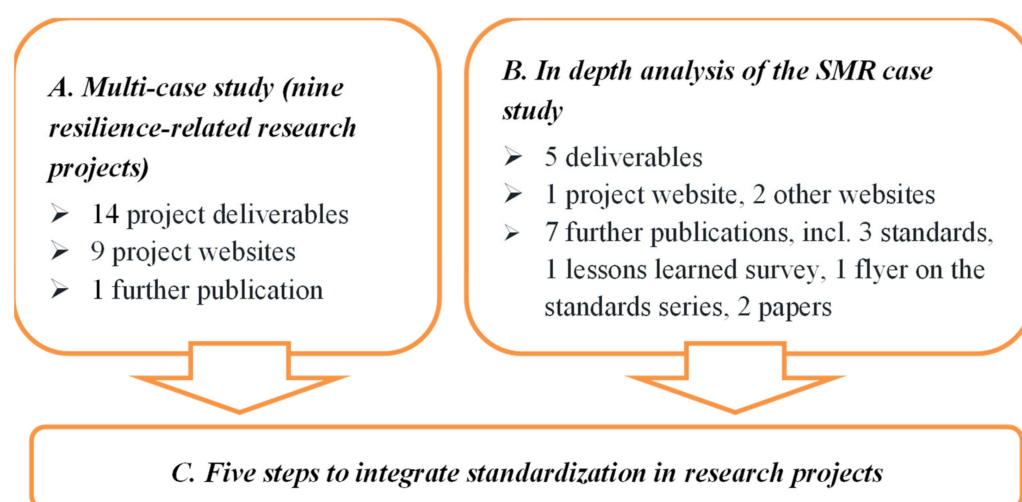 A. Multi-case study (nine
resilience-related research
projects)
➢ 14 project deliverables
➢ 9 project websites
➢ 1 further publication
B. In depth analysis of the SMR case
study
➢ 5 deliverables
➢ 1 project website, 2 other websites
➢ 7 further publications, incl. 3 standards,
1 lessons learned survey, 1 flyer on the
standards series, 2 papers
C. Five steps to integrate standardization in research projects